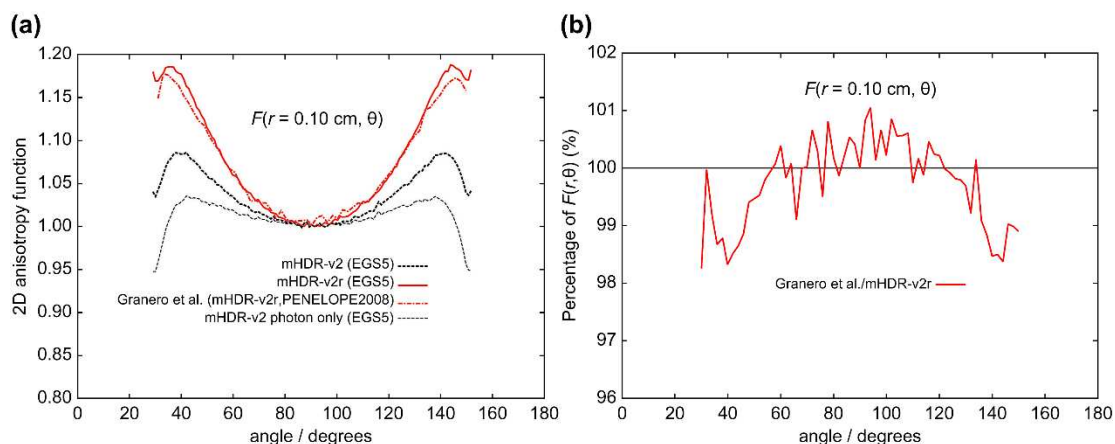 (a)
1.20
1.15
1.10
1.05
1.00
0.95
0.90
0.85
0.80
2D anisotropy function
F(r = 0.10 cm, θ)
mHDR-v2 (EGS5)
mHDR-v2r (EGS5)
Granero et al. (mHDR-v2r,PENELOPE2008)
mHDR-v2 photon only (EGS5)
0 20 40 60 80 100 120 140 160 180
angle / degrees
(b)
102
101
100
99
98
97
96
Percentage of F(r,θ) (%)
F(r = 0.10 cm, θ)
Granero et al./mHDR-v2r
0 20 40 60 80 100 120 140 160 180
angle / degrees